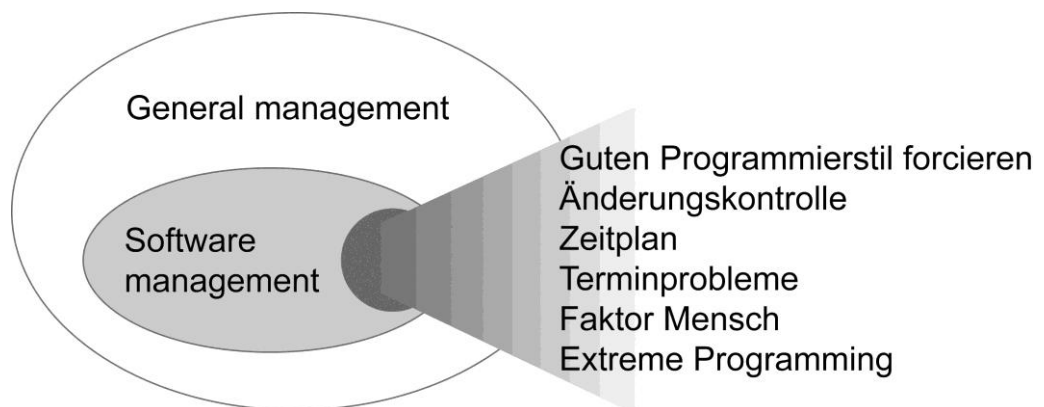 General management
Software
management
Guten Programmierstil forcieren
Änderungskontrolle
Zeitplan
Terminprobleme
Faktor Mensch
Extreme Programming